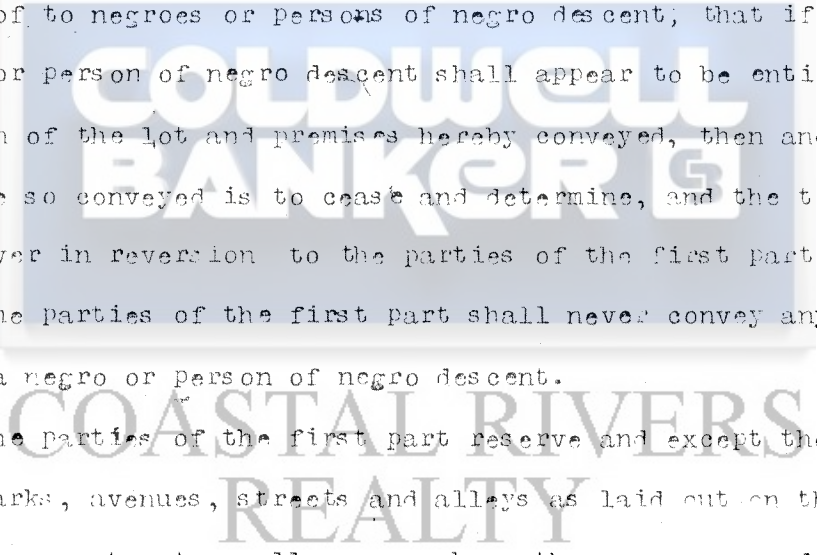 of to negroes or persons of negro descent; that if
or person of negro descent shall appear to be enti
n of the lot and premises hereby conveyed, then and
e so conveyed is to cease and determine, and the t
ver in reversion to the parties of the first part
he parties of the first part shall never convey any
a negro or person of negro descent.
he parties of the first part reserve and except the
arks, avenues, streets and alleys as laid out on th
COLDWELL
BANKER
COASTAL RIVERS
REALTY